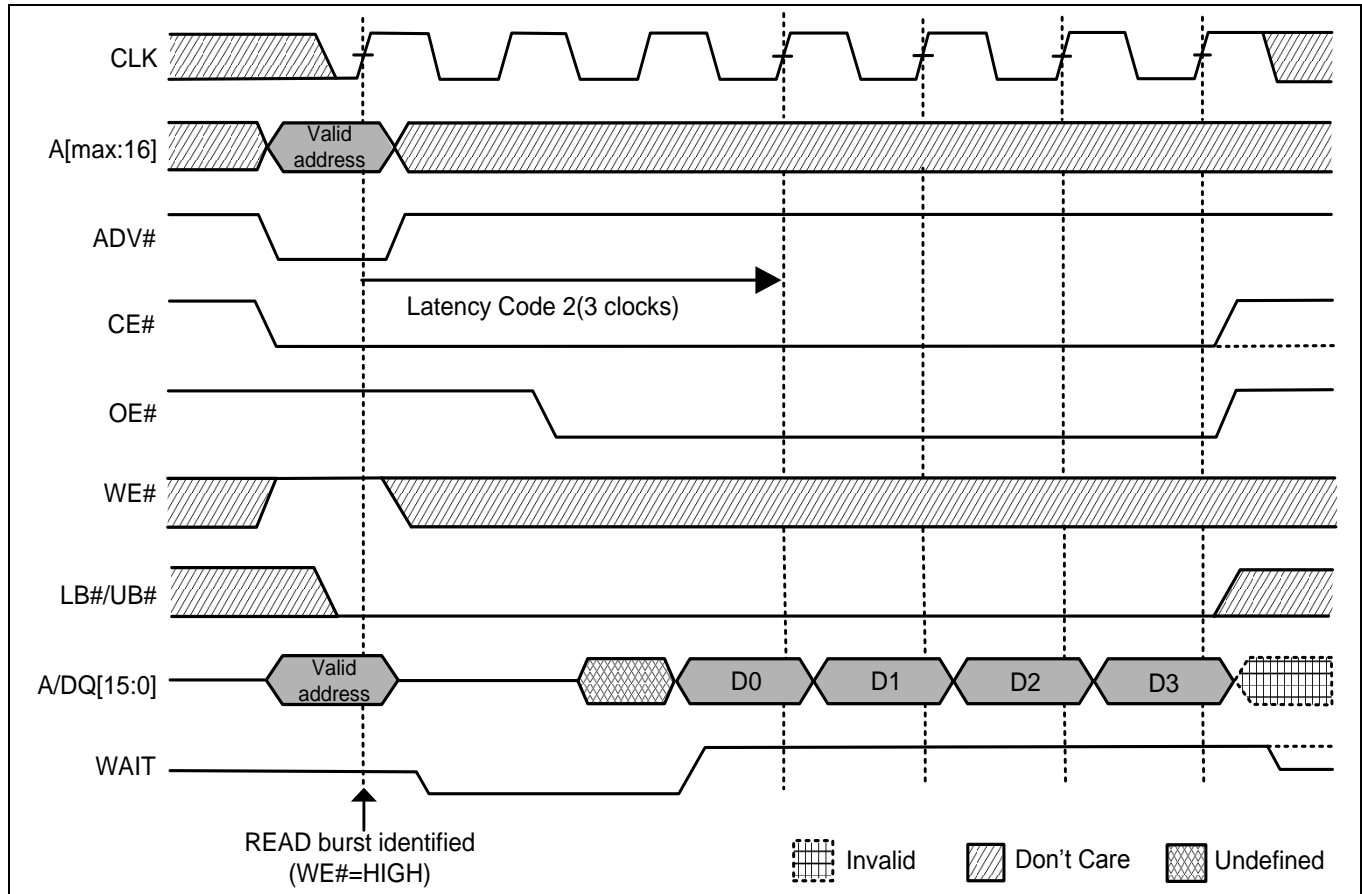 CLK
A[max:16]
Valid
address
ADV#
Latency Code 2(3 clocks)
CE#
OE#
WE#
LB#/UB#
A/DQ[15:0]
Valid
address
D0
D1
D2
D3
WAIT
READ burst identified
(WE#=HIGH)
Invalid
Don't Care
Undefined